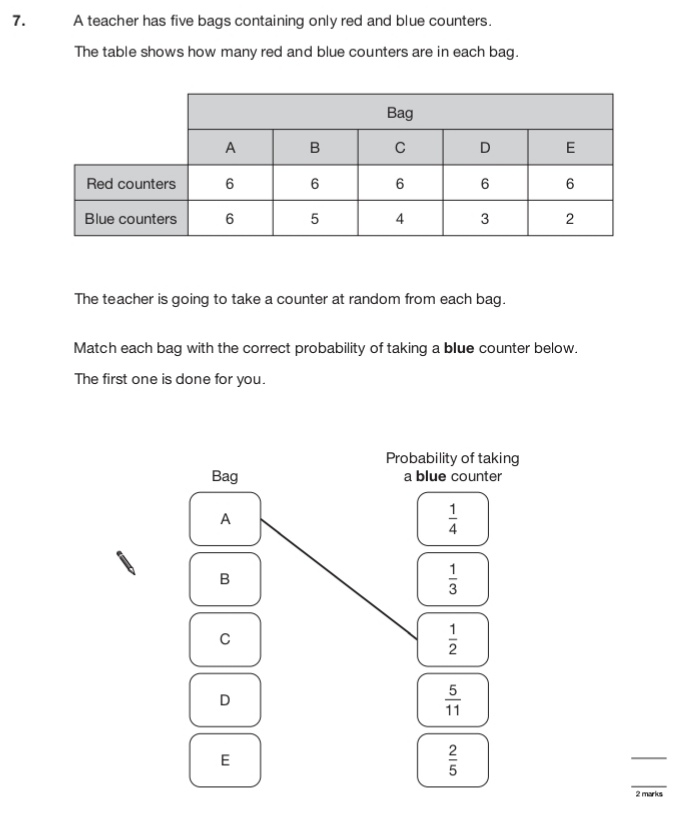 7. A teacher has five bags containing only red and blue counters.
The table shows how many red and blue counters are in each bag.
Bag
A B C D E
Red counters 6 6 6 6 6
Blue counters 6 5 4 3 2
The teacher is going to take a counter at random from each bag.
Match each bag with the correct probability of taking a blue counter below.
The first one is done for you.
Probability of taking
Bag a blue counter
A 1/4
B 1/3
C 1/2
D 5/11
E 2/5
2 marks